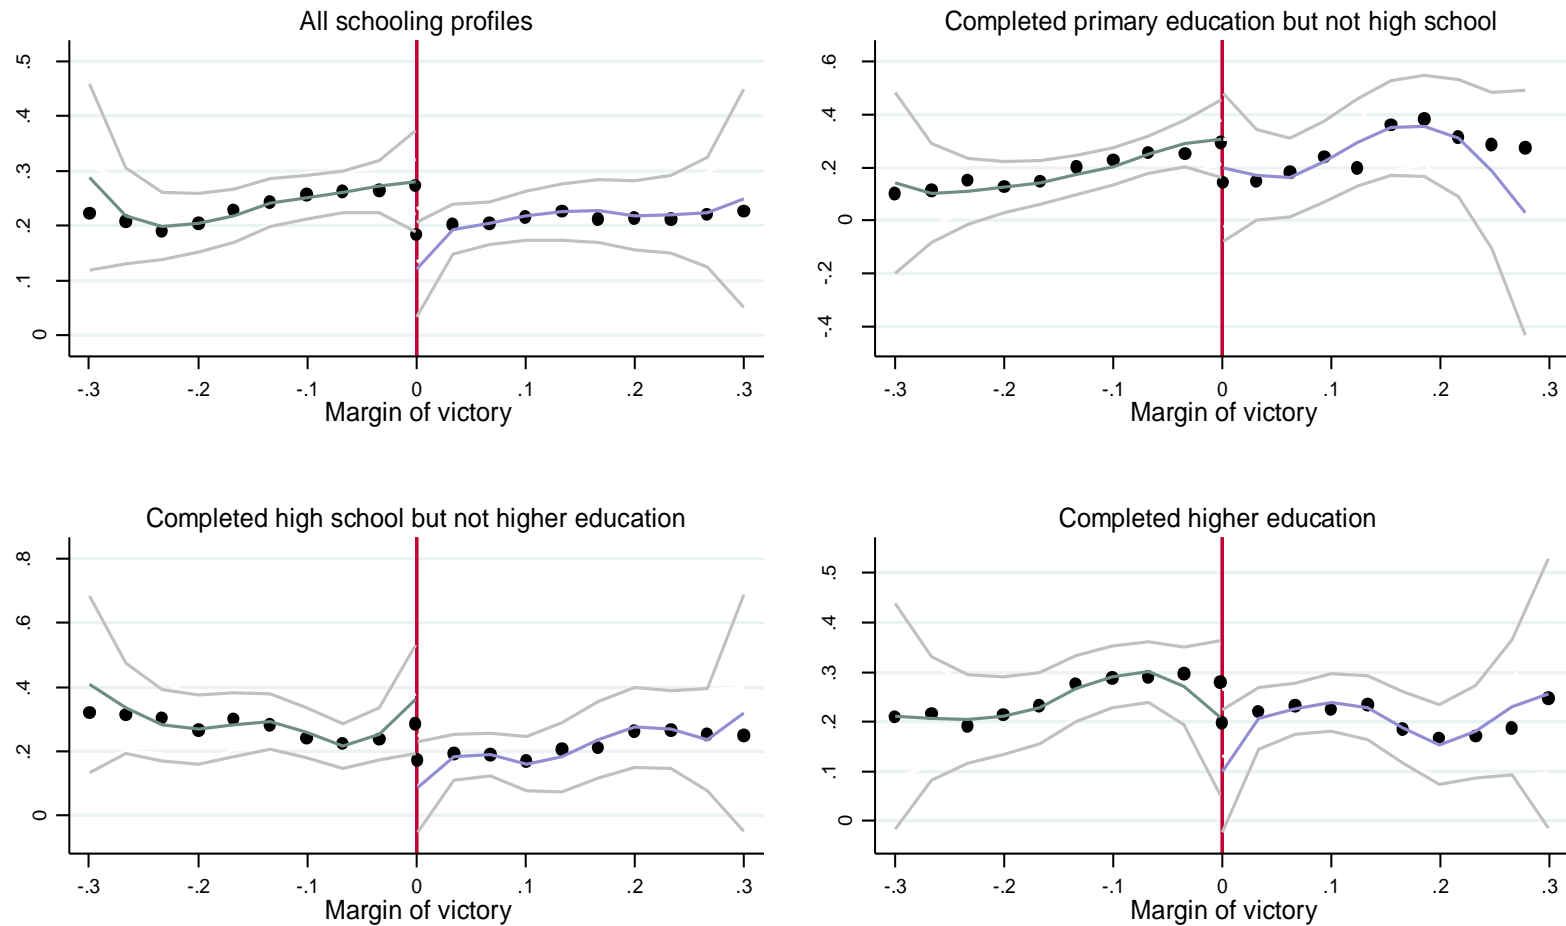 All schooling profiles
.5
.4
.3
.2
.1
0
-.3 -.2 -.1 0 .1 .2 .3
Margin of victory
Completed primary education but not high school
.6
.4
.2
0
-.2
-.4
-.3 -.2 -.1 0 .1 .2 .3
Margin of victory
Completed high school but not higher education
.8
.6
.4
.2
0
-.3 -.2 -.1 0 .1 .2 .3
Margin of victory
Completed higher education
.5
.4
.3
.2
.1
0
-.3 -.2 -.1 0 .1 .2 .3
Margin of victory